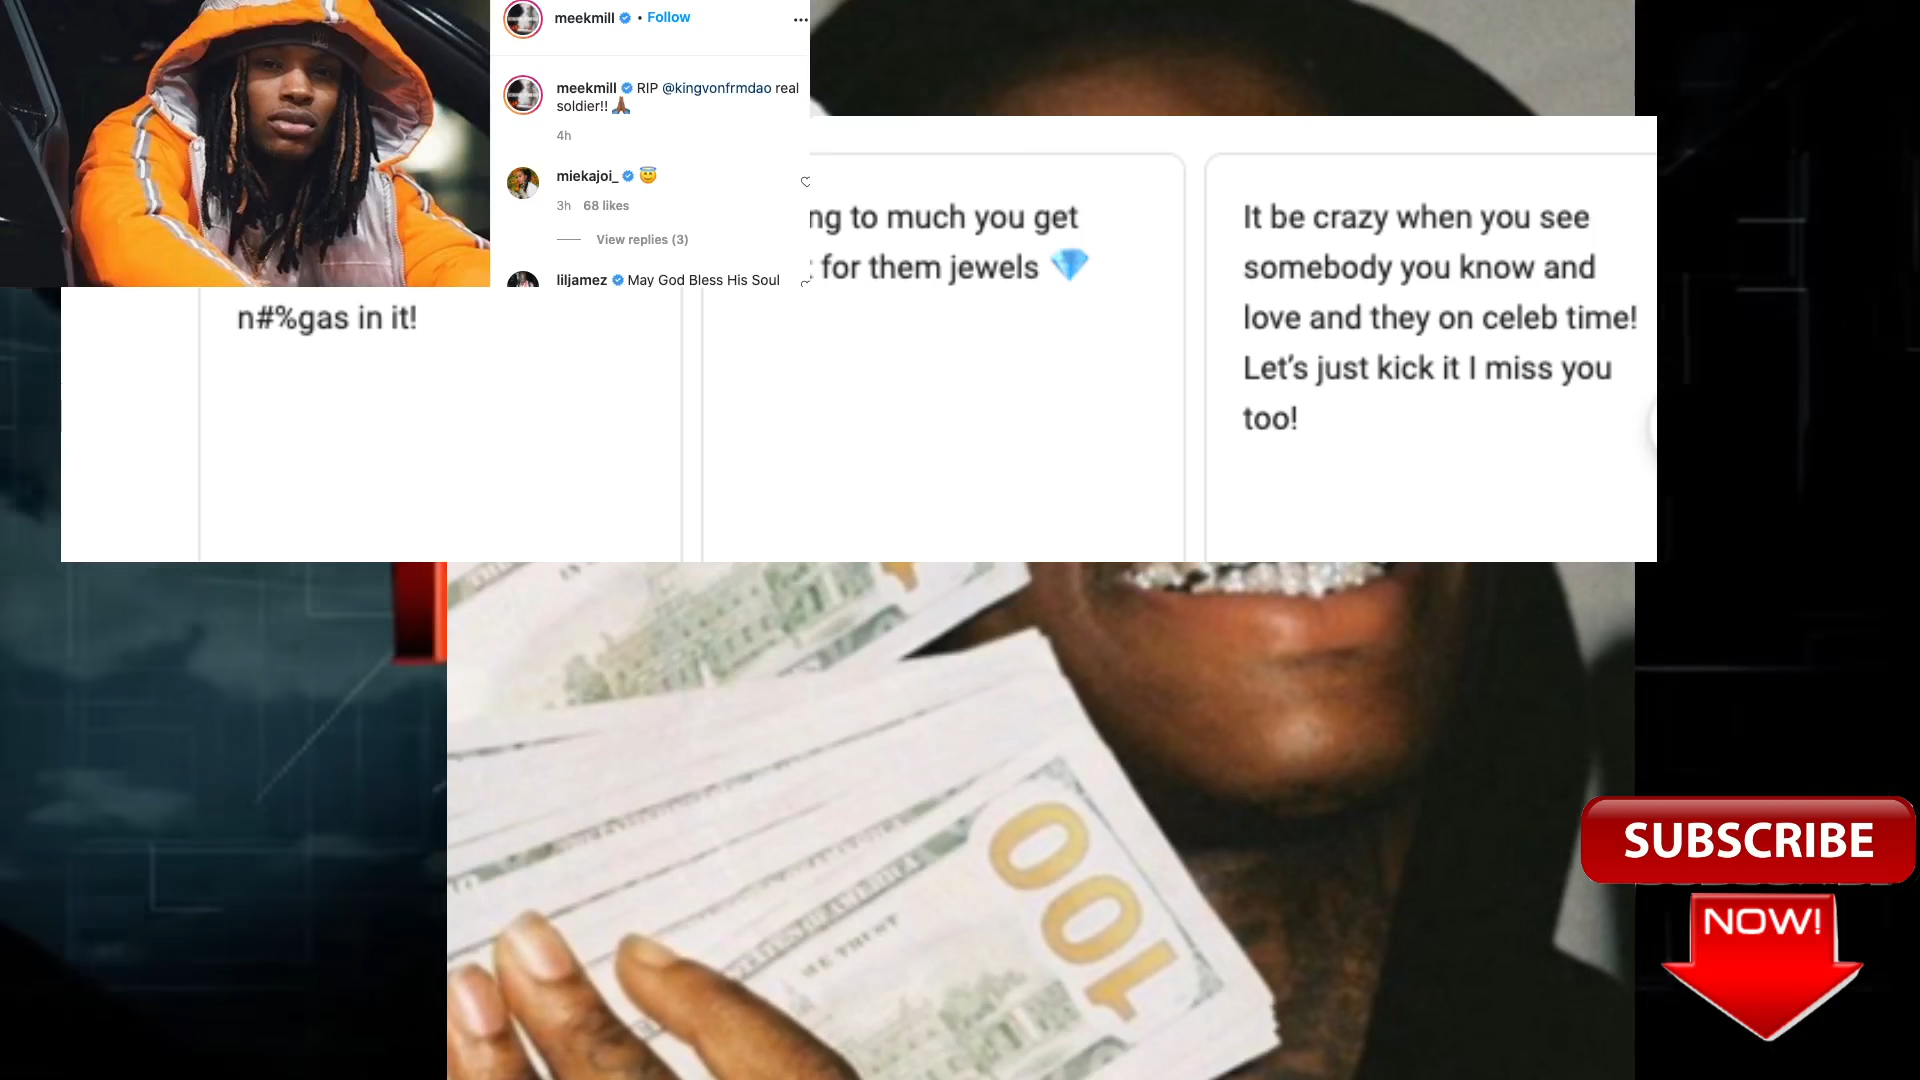 meekmill • Follow
meekmill RIP @kingvonfrmdao real
soldier!! 🙏🏾
4h
miekajoi_ 😇
3h 68 likes
View replies (3)
liljamez May God Bless His Soul
n#%gas in it!
ng to much you get
for them jewels 💎
It be crazy when you see
somebody you know and
love and they on celeb time!
Let's just kick it I miss you
too!
100
WE TRUST
SUBSCRIBE
NOW!